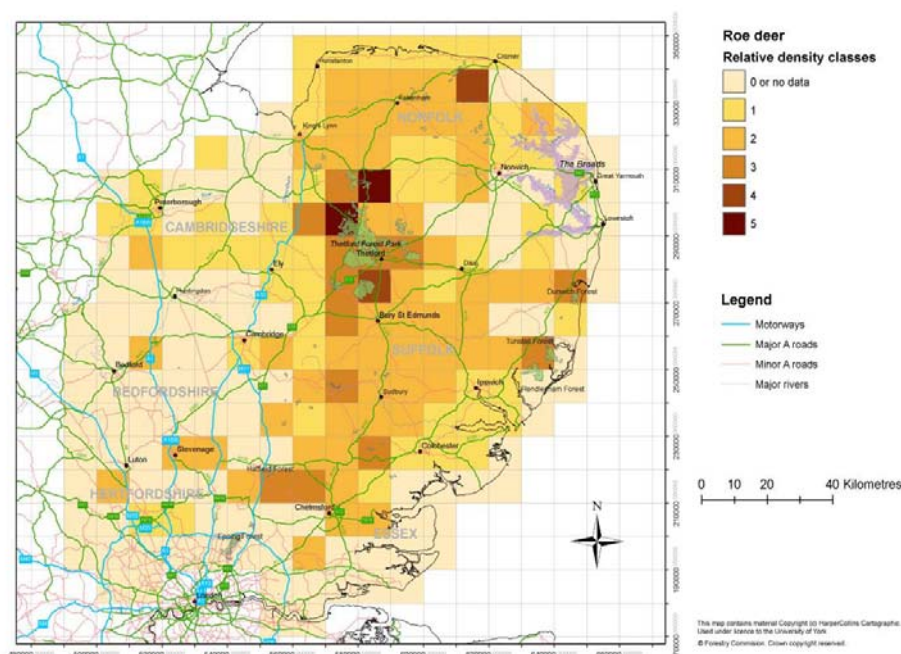 Roe deer
Relative density classes
0 or no data
1
2
3
4
5
Legend
Motorways
Major A roads
Minor A roads
Major rivers
0 10 20 40 Kilometres
N
Hunstanton
Cromer
Fakenham
NORFOLK
King's Lynn
Norwich
The Broads
Great Yarmouth
Peterborough
Lowestoft
CAMBRIDGESHIRE
Thetford Forest Park
Thetford
Ely
Diss
Huntingdon
Dunwich Forest
Bury St Edmunds
Cambridge
SUFFOLK
Tunstall Forest
Bedford
BEDFORDSHIRE
Ipswich
Rendlesham Forest
Sudbury
Stevenage
Colchester
Luton
Hatfield Forest
HERTFORDSHIRE
Chelmsford
ESSEX
Epping Forest
London
This map contains material Copyright (c) HarperCollins Cartographic.
Used under licence to the University of York
© Forestry Commission. Crown copyright reserved.